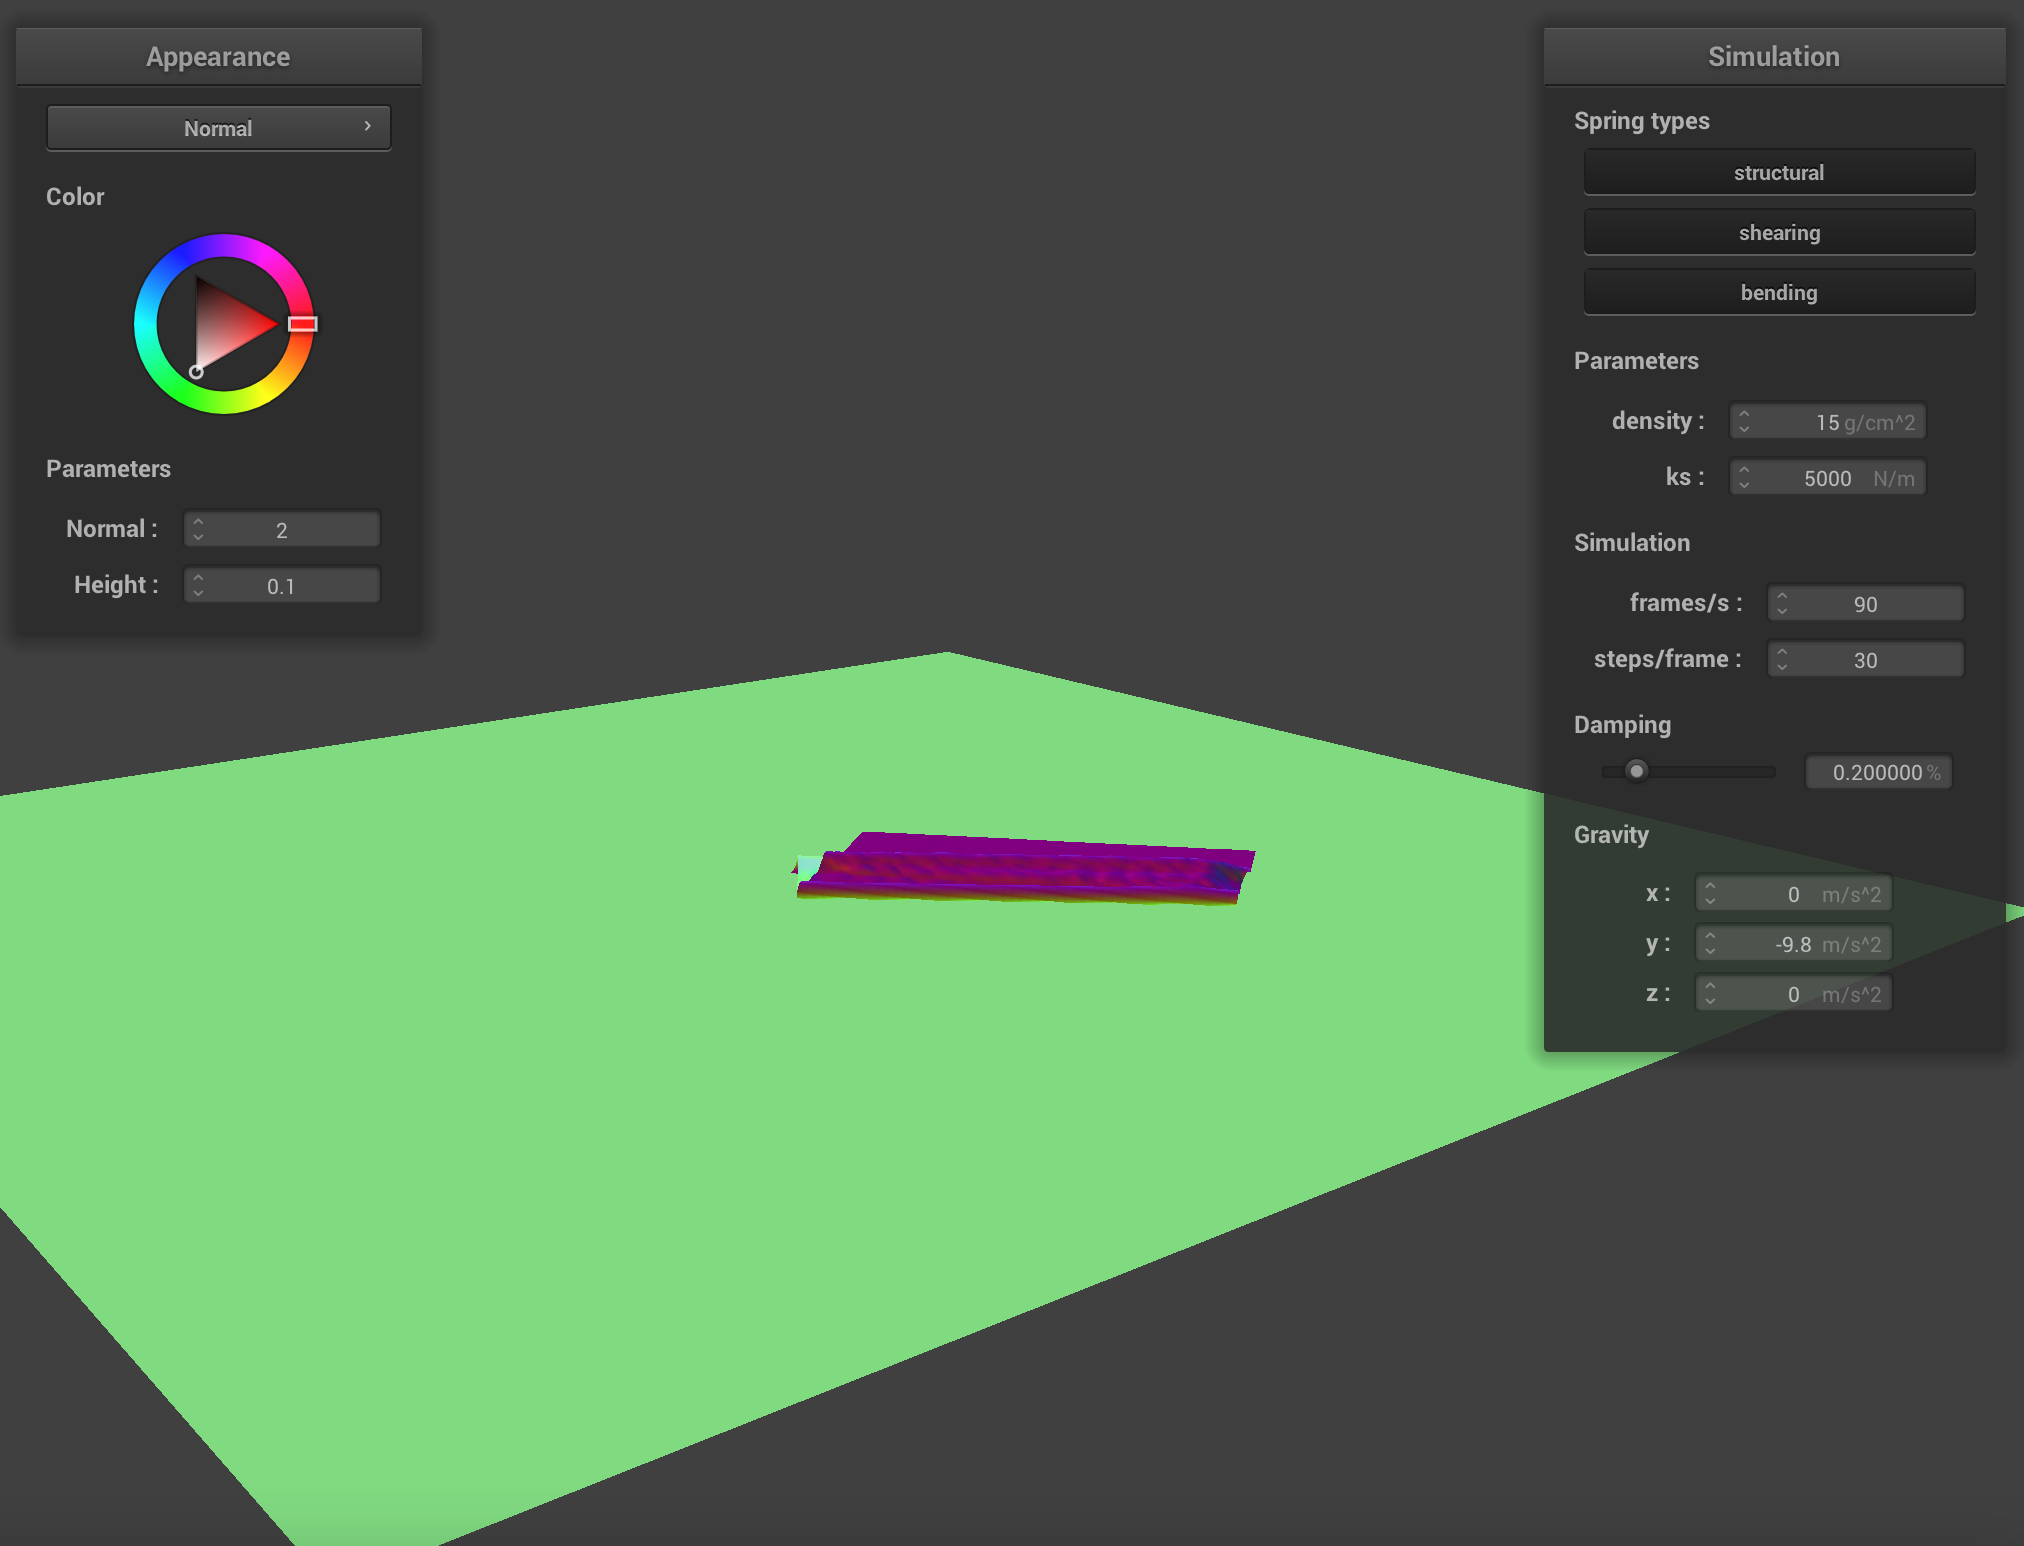 Appearance
Normal
Color
Parameters
Normal : 2
Height : 0.1
Simulation
Spring types
structural
shearing
bending
Parameters
density : 15 g/cm^2
ks : 5000 N/m
Simulation
frames/s : 90
steps/frame : 30
Damping
0.200000 %
Gravity
x : 0 m/s^2
y : -9.8 m/s^2
z : 0 m/s^2